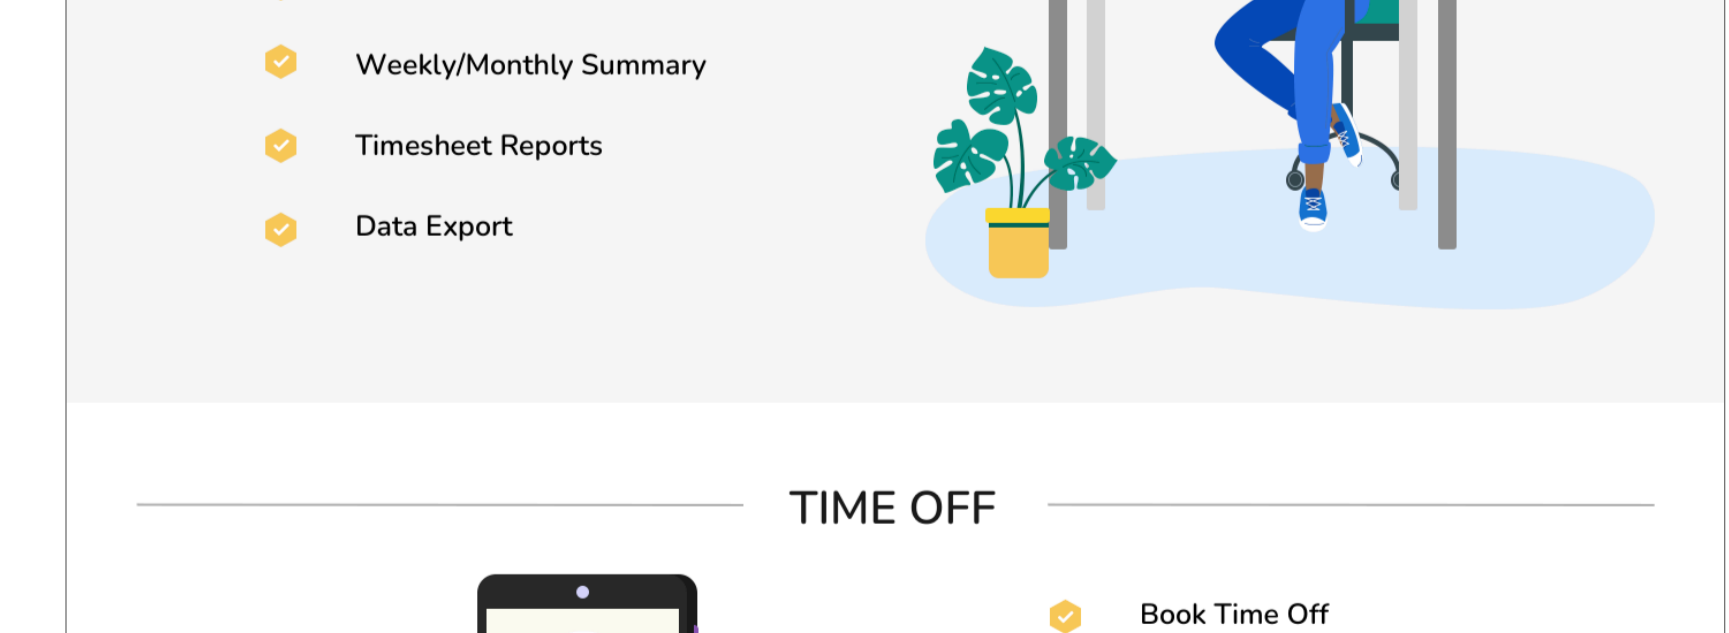 Weekly/Monthly Summary
Timesheet Reports
Data Export
TIME OFF
Book Time Off